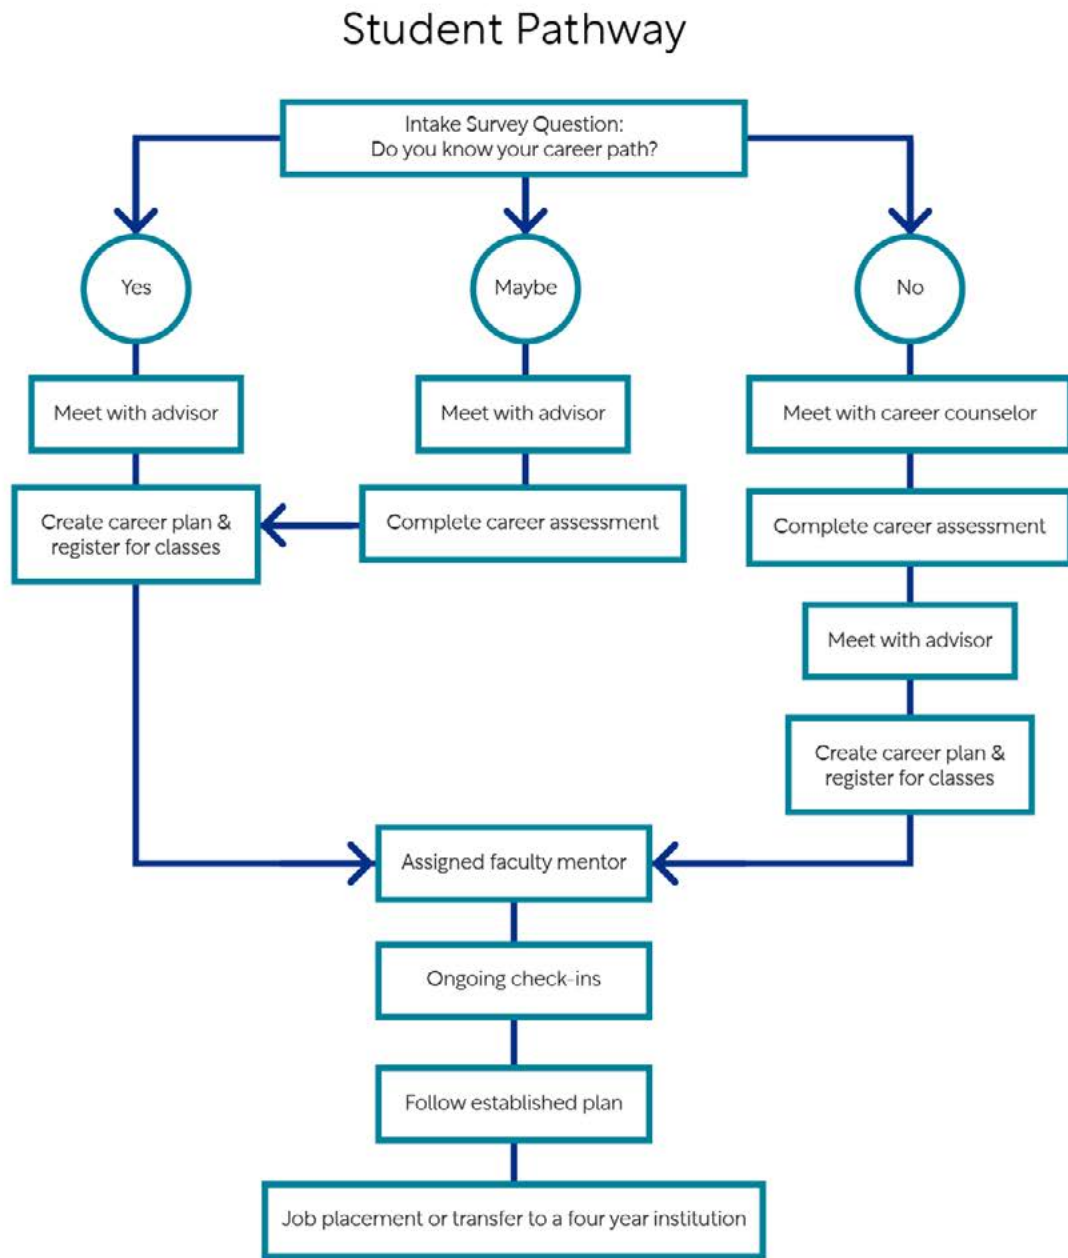 Student Pathway
Intake Survey Question:
Do you know your career path?
Yes
Maybe
No
Meet with advisor
Meet with advisor
Meet with career counselor
Create career plan &
register for classes
Complete career assessment
Complete career assessment
Meet with advisor
Create career plan &
register for classes
Assigned faculty mentor
Ongoing check-ins
Follow established plan
Job placement or transfer to a four year institution